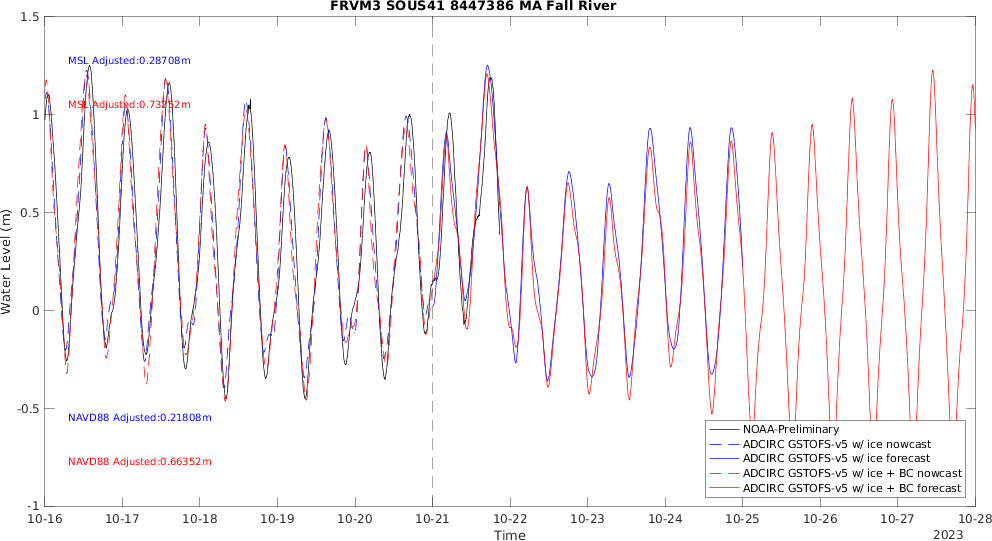 FRVM3 SOUS41 8447386 MA Fall River
1.5
1
0.5
0
-0.5
-1
Water Level (m)
MSL Adjusted:0.28708m
MSL Adjusted:0.73252m
NAVD88 Adjusted:0.21808m
NAVD88 Adjusted:0.66352m
NOAA-Preliminary
ADCIRC GSTOFS-v5 w/ ice nowcast
ADCIRC GSTOFS-v5 w/ ice forecast
ADCIRC GSTOFS-v5 w/ ice + BC nowcast
ADCIRC GSTOFS-v5 w/ ice + BC forecast
10-16 10-17 10-18 10-19 10-20 10-21 10-22 10-23 10-24 10-25 10-26 10-27 10-28
Time
2023